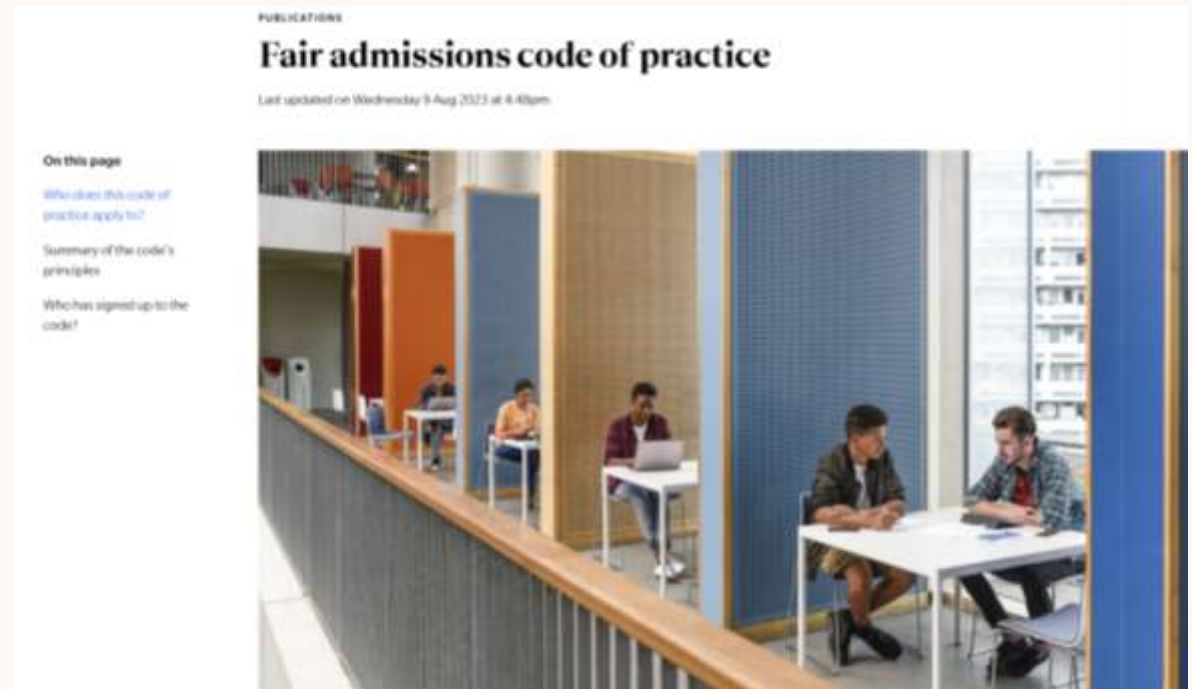 PUBLICATIONS
Fair admissions code of practice
Last updated on Wednesday 9 Aug 2023 at 4:48pm
On this page
Who does this code of
practice apply to?
Summary of the code's
principles
Who has signed up to the
code?